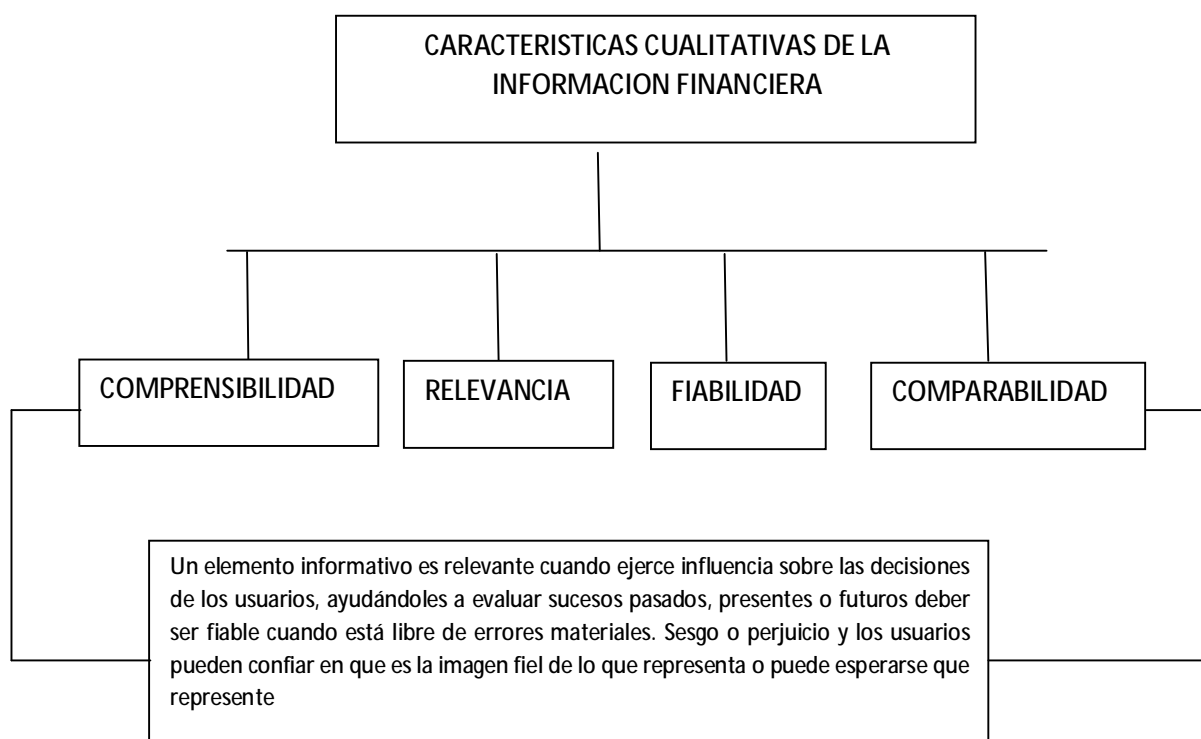 CARACTERISTICAS CUALITATIVAS DE LA
INFORMACION FINANCIERA
COMPRENSIBILIDAD
RELEVANCIA
FIABILIDAD
COMPARABILIDAD
Un elemento informativo es relevante cuando ejerce influencia sobre las decisiones
de los usuarios, ayudándoles a evaluar sucesos pasados, presentes o futuros deber
ser fiable cuando está libre de errores materiales. Sesgo o perjuicio y los usuarios
pueden confiar en que es la imagen fiel de lo que representa o puede esperarse que
represente